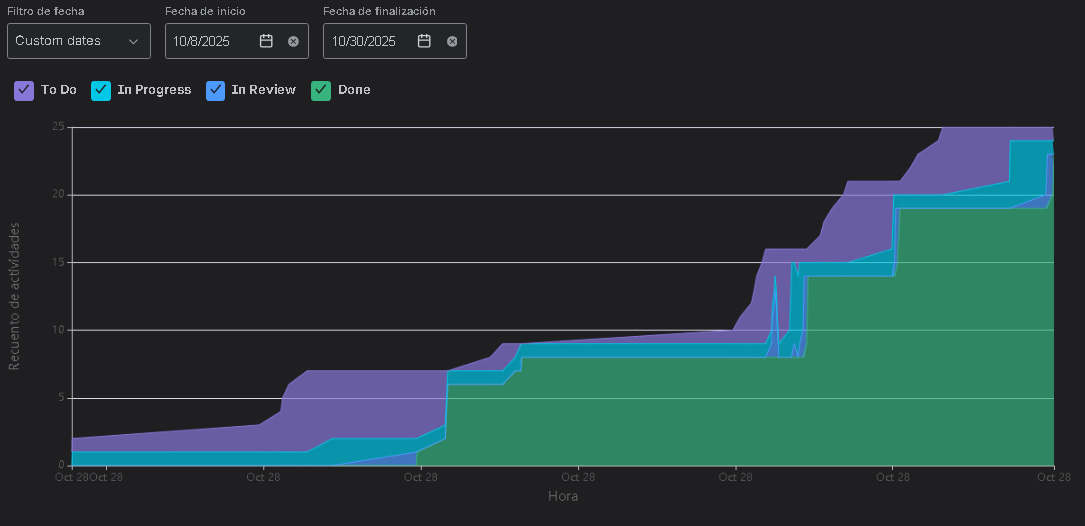 Filtro de fecha Fecha de inicio Fecha de finalización
Custom dates 10/8/2025 10/30/2025
To Do In Progress In Review Done
25
20
15
10
5
0
Recuento de actividades
Oct 28 Oct 28 Oct 28 Oct 28 Oct 28 Oct 28 Oct 28 Oct 28
Hora